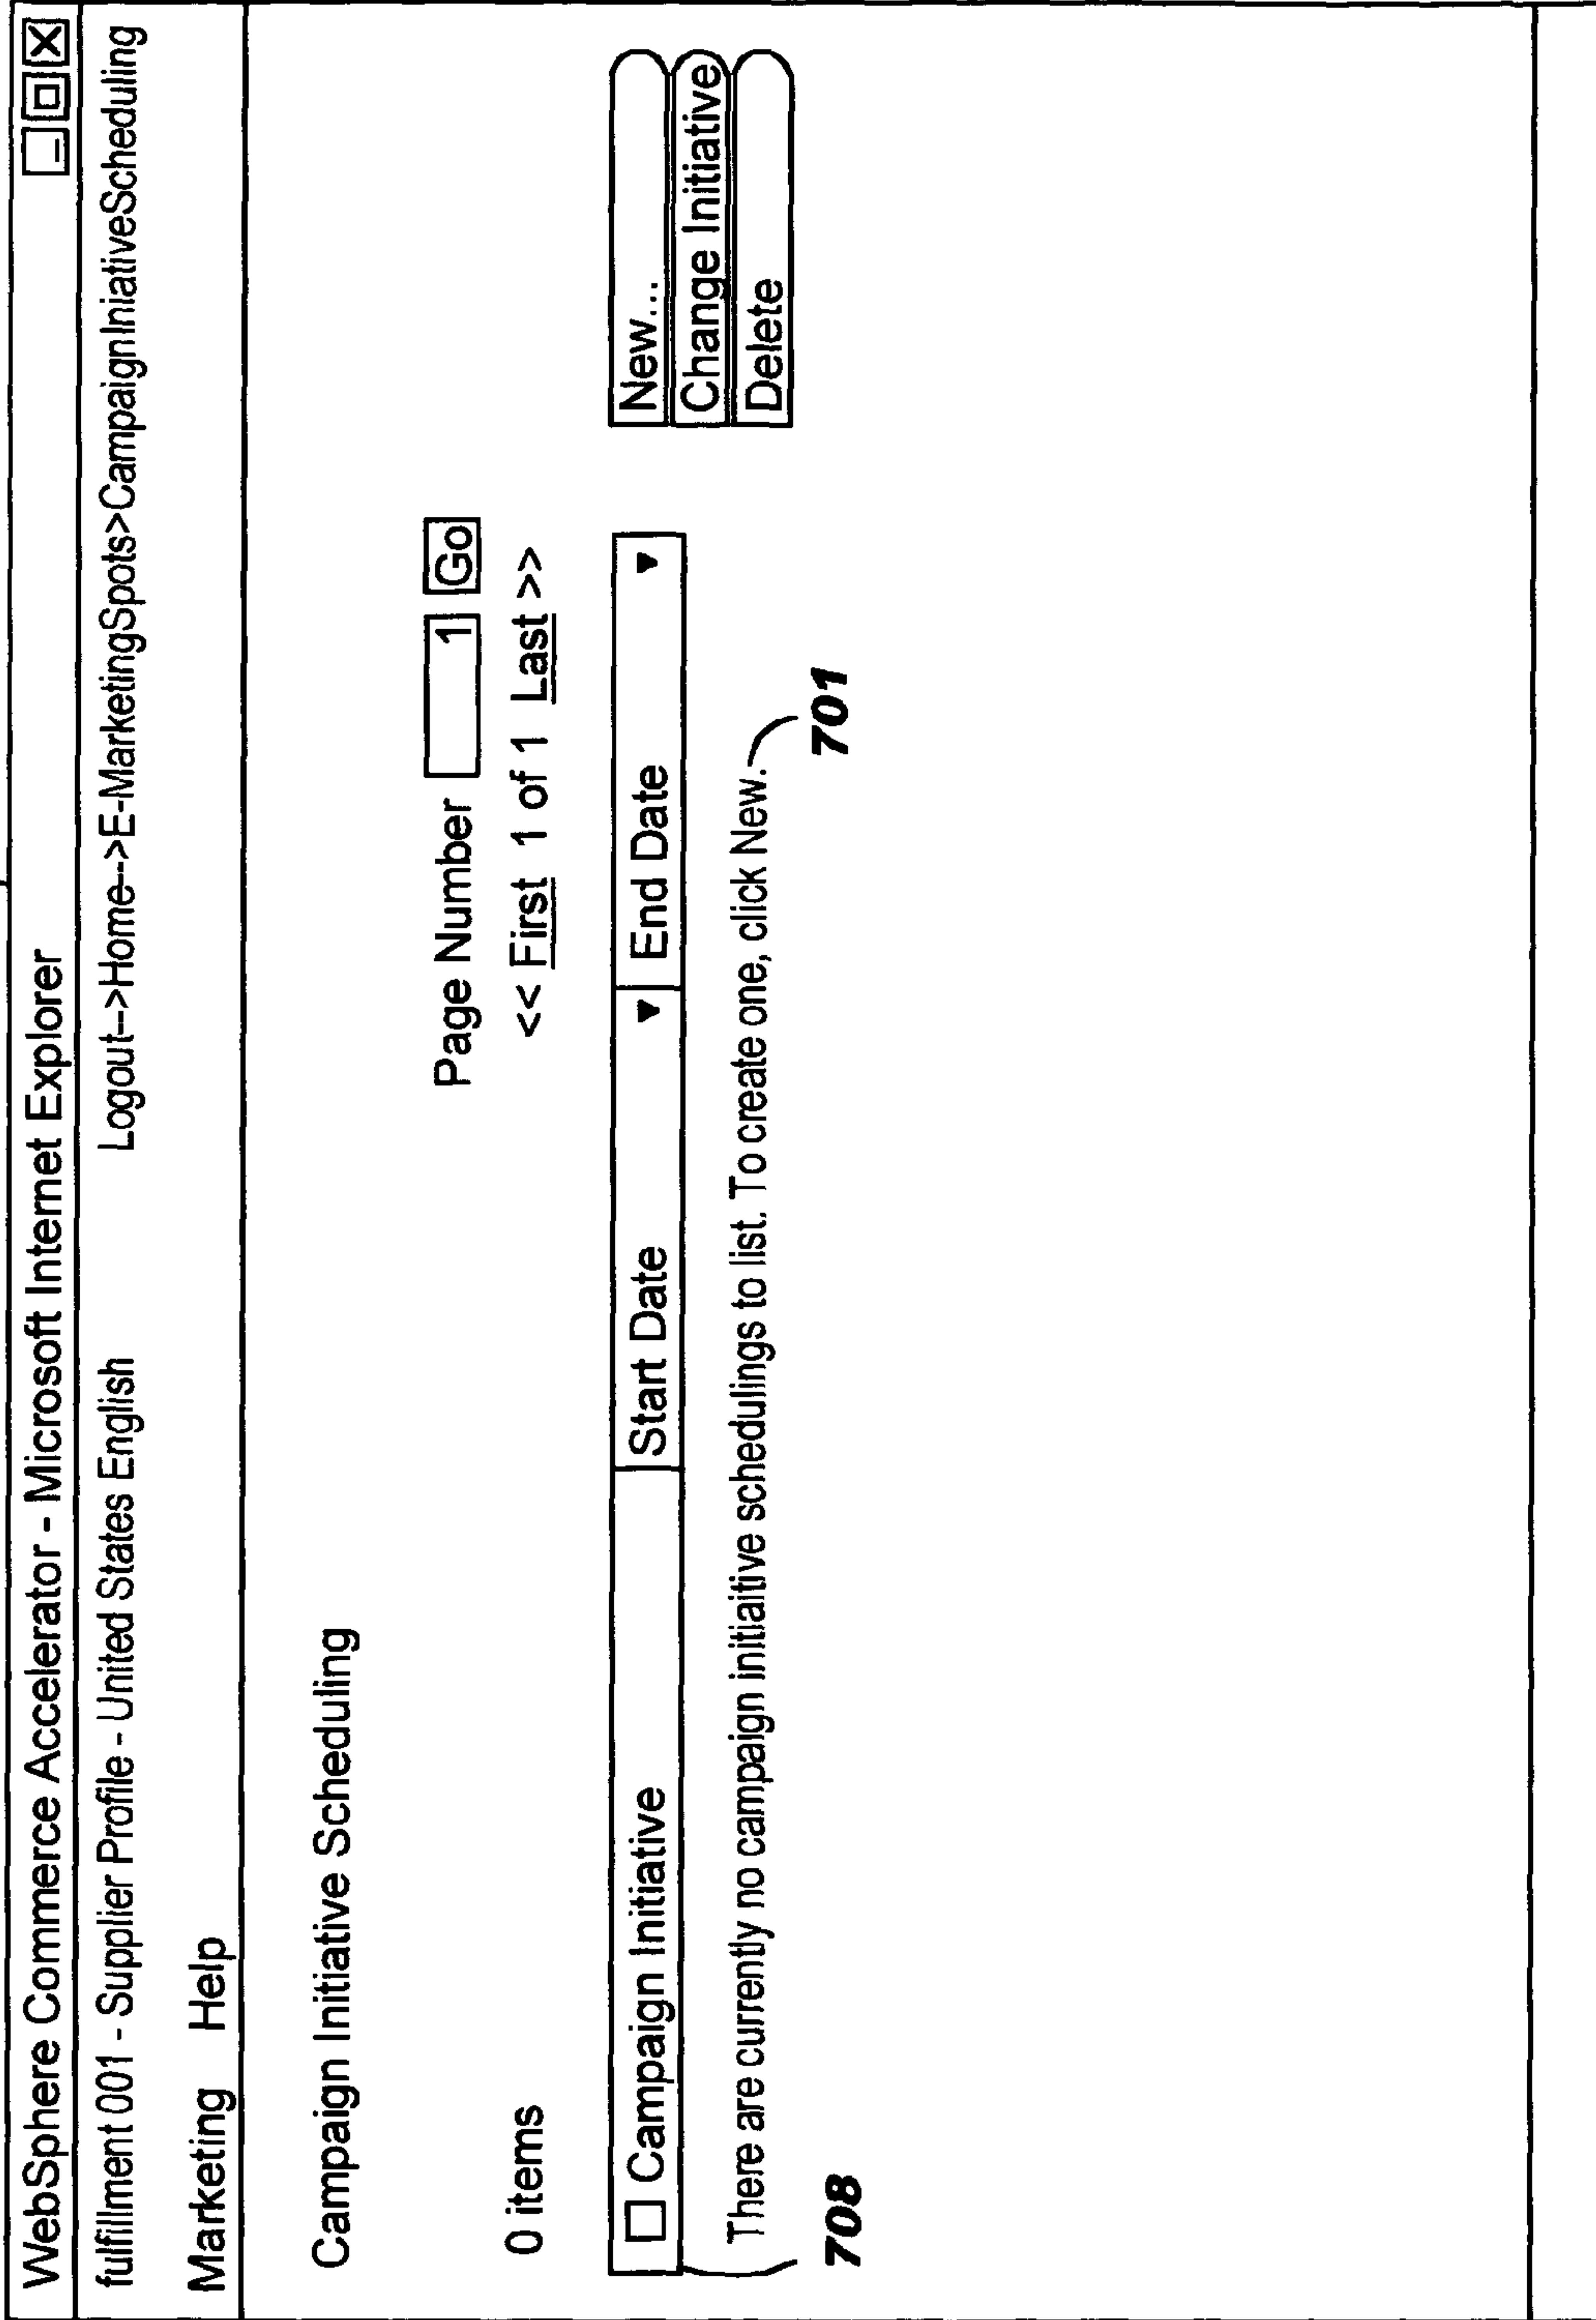 WebSphere Commerce Accelerator - Microsoft Internet Explorer
fulfillment 001 - Supplier Profile - United States English Logout-->Home-->E-MarketingSpots>CampaignIniativeScheduling
Marketing Help
Campaign Initiative Scheduling
Page Number 1 Go
0 items << First 1 of 1 Last >>
Campaign Initiative Start Date End Date
New...
Change Initiative
Delete
There are currently no campaign initiaitive schedulings to list. To create one, click New.
708 701